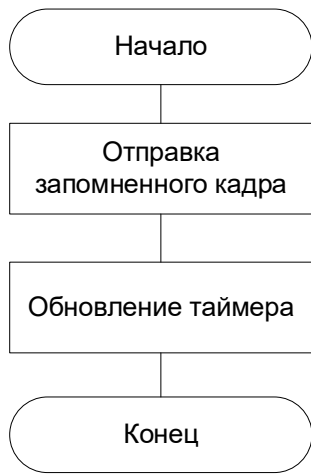 Начало
Отправка
запомненного кадра
Обновление таймера
Конец